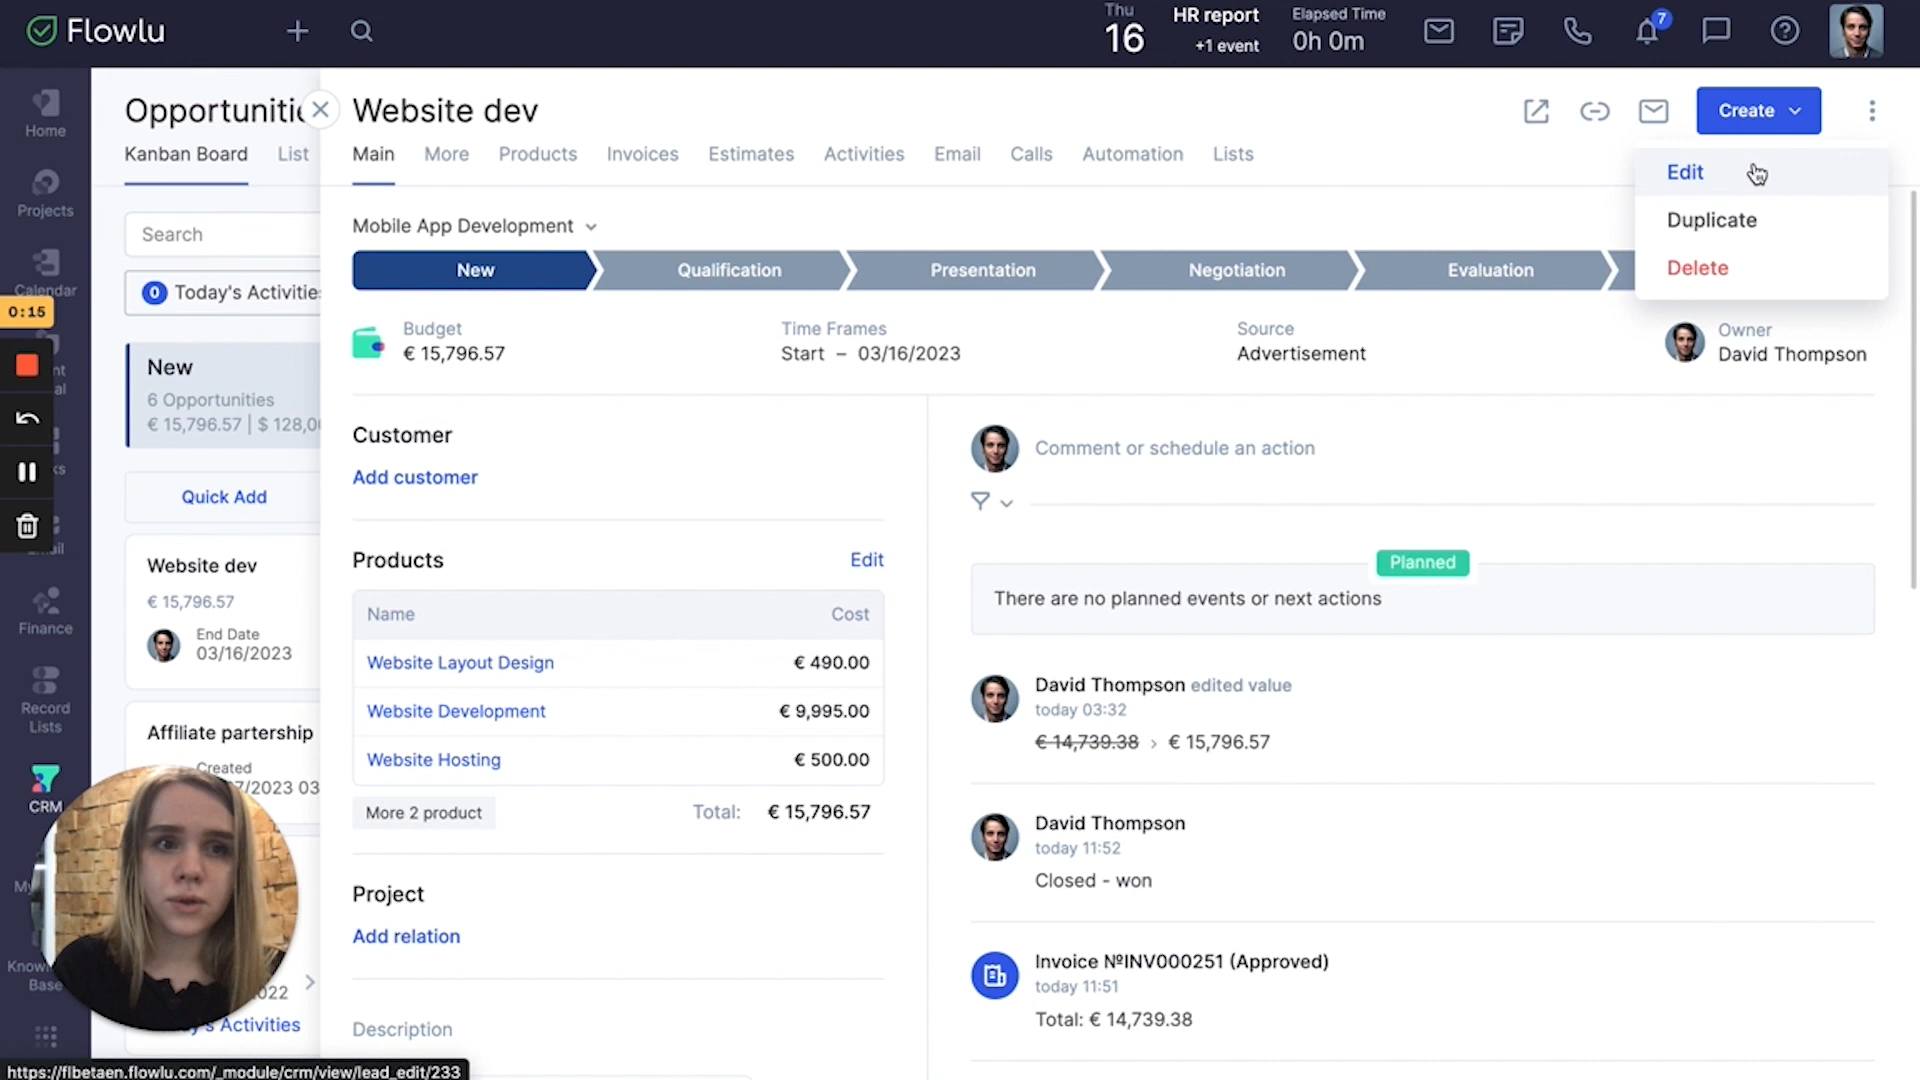 Flowlu
Thu
16
HR report
+1 event
Elapsed Time
0h 0m
7
Home
Projects
Calendar
0:15
Finance
Record
Lists
CRM
Base
Kanban Board
List
Search
0
Today's
New
6 Opportunities
€ 15,796.57 | $
Quick Add
Website dev
€ 15,796.57
End Date
03/16/2023
Affiliate partership
Created
Activities
Website dev
Create
Main
More
Products
Invoices
Estimates
Activities
Email
Calls
Automation
Lists
Edit
Duplicate
Delete
Mobile App Development
New
Qualification
Presentation
Negotiation
Evaluation
Budget
€ 15,796.57
Time Frames
Start – 03/16/2023
Source
Advertisement
Owner
David Thompson
Customer
Add customer
Products
Edit
Name
Cost
Website Layout Design
€ 490.00
Website Development
€ 9,995.00
Website Hosting
€ 500.00
More 2 product
Total: € 15,796.57
Project
Add relation
Description
Comment or schedule an action
Planned
There are no planned events or next actions
David Thompson edited value
today 03:32
€ 14,739.38 › € 15,796.57
David Thompson
today 11:52
Closed - won
Invoice №INV000251 (Approved)
today 11:51
Total: € 14,739.38
https://flbetaen.flowlu.com/_module/crm/view/lead_edit/233